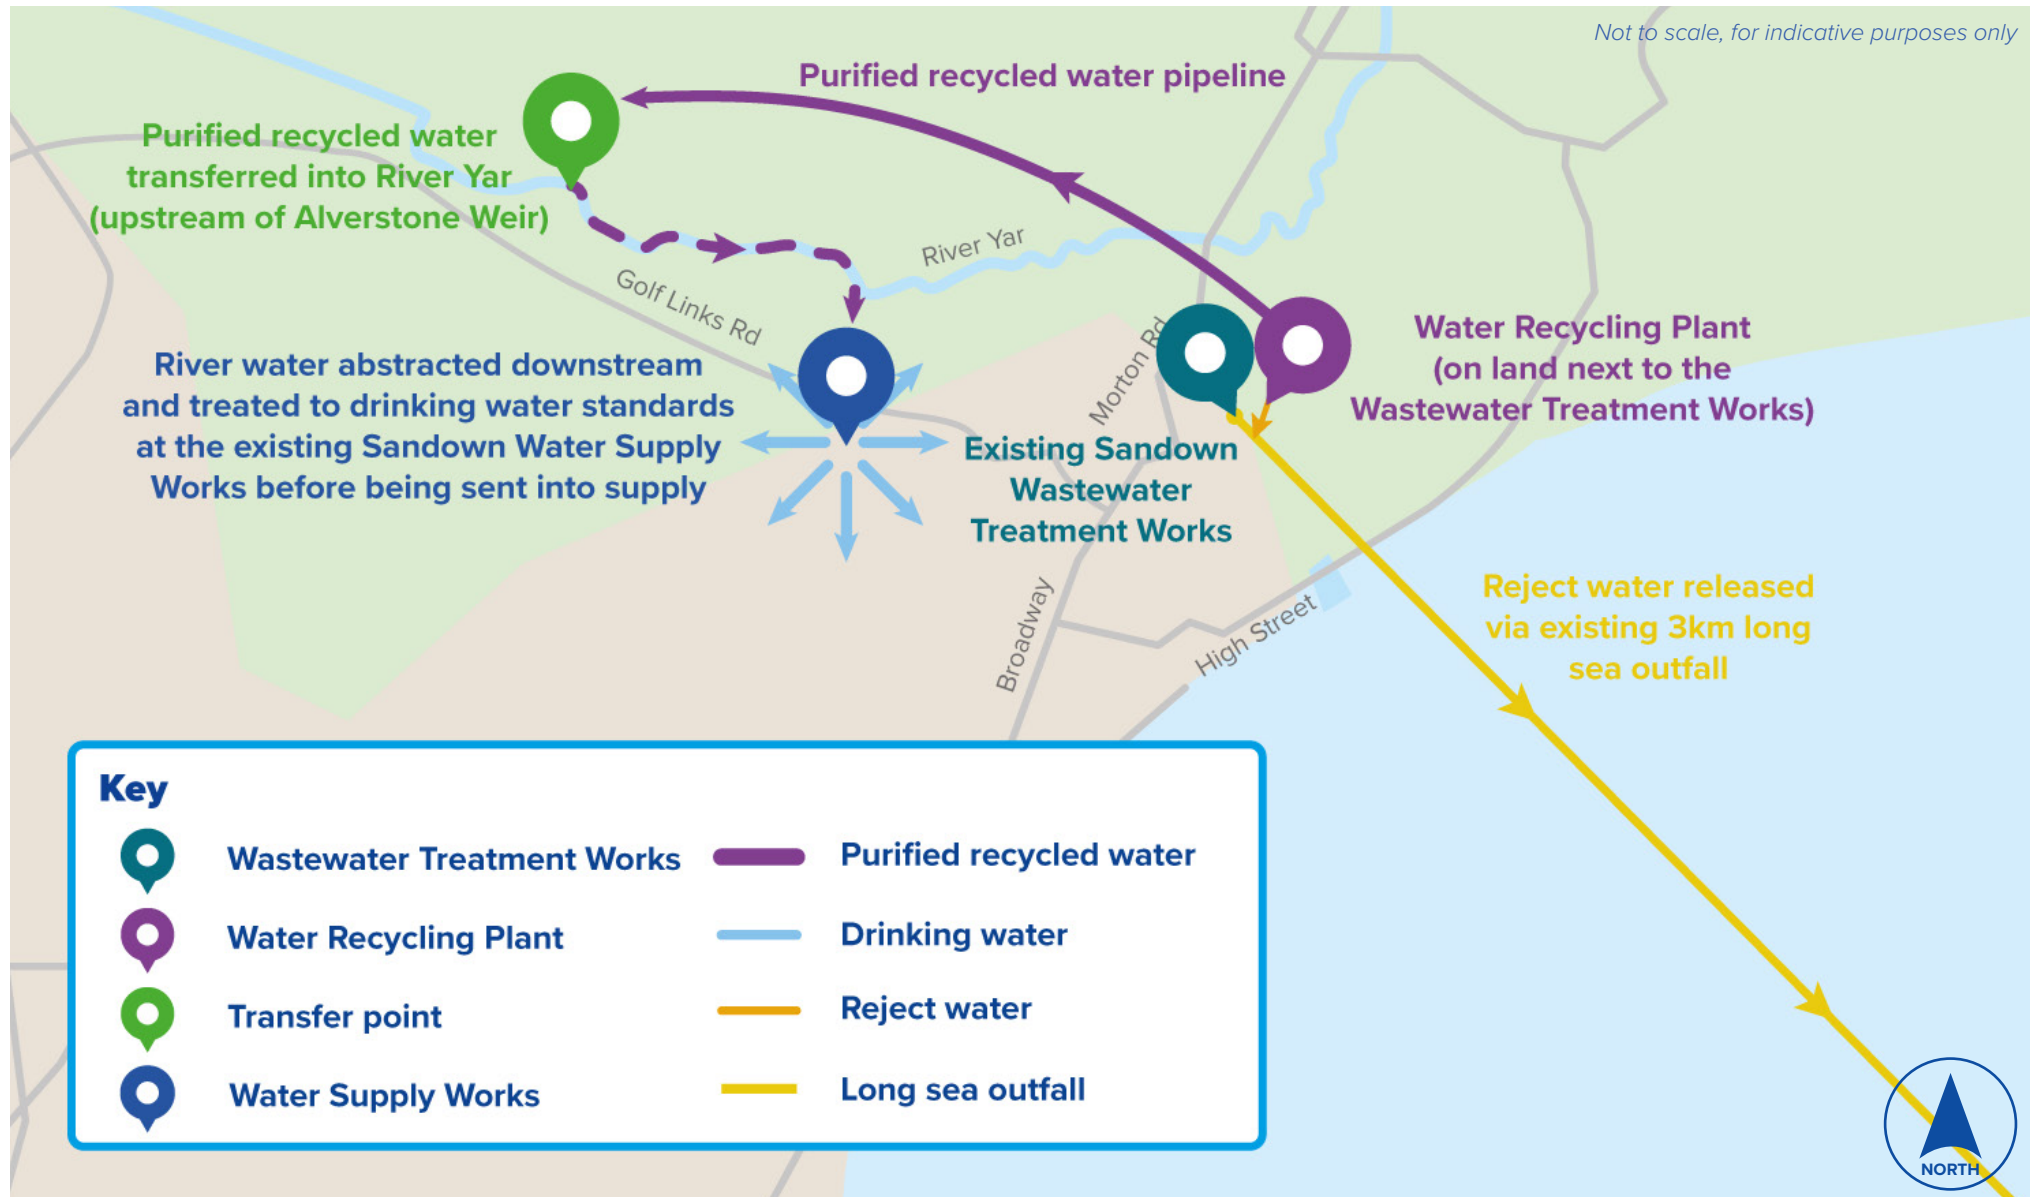 Not to scale, for indicative purposes only
Purified recycled water pipeline
Purified recycled water
transferred into River Yar
(upstream of Alverstone Weir)
River Yar
Golf Links Rd
Morton Rd
Water Recycling Plant
(on land next to the
Wastewater Treatment Works)
River water abstracted downstream
and treated to drinking water standards
at the existing Sandown Water Supply
Works before being sent into supply
Existing Sandown
Wastewater
Treatment Works
Broadway
High Street
Reject water released
via existing 3km long
sea outfall
Key
Wastewater Treatment Works
Water Recycling Plant
Transfer point
Water Supply Works
Purified recycled water
Drinking water
Reject water
Long sea outfall
NORTH